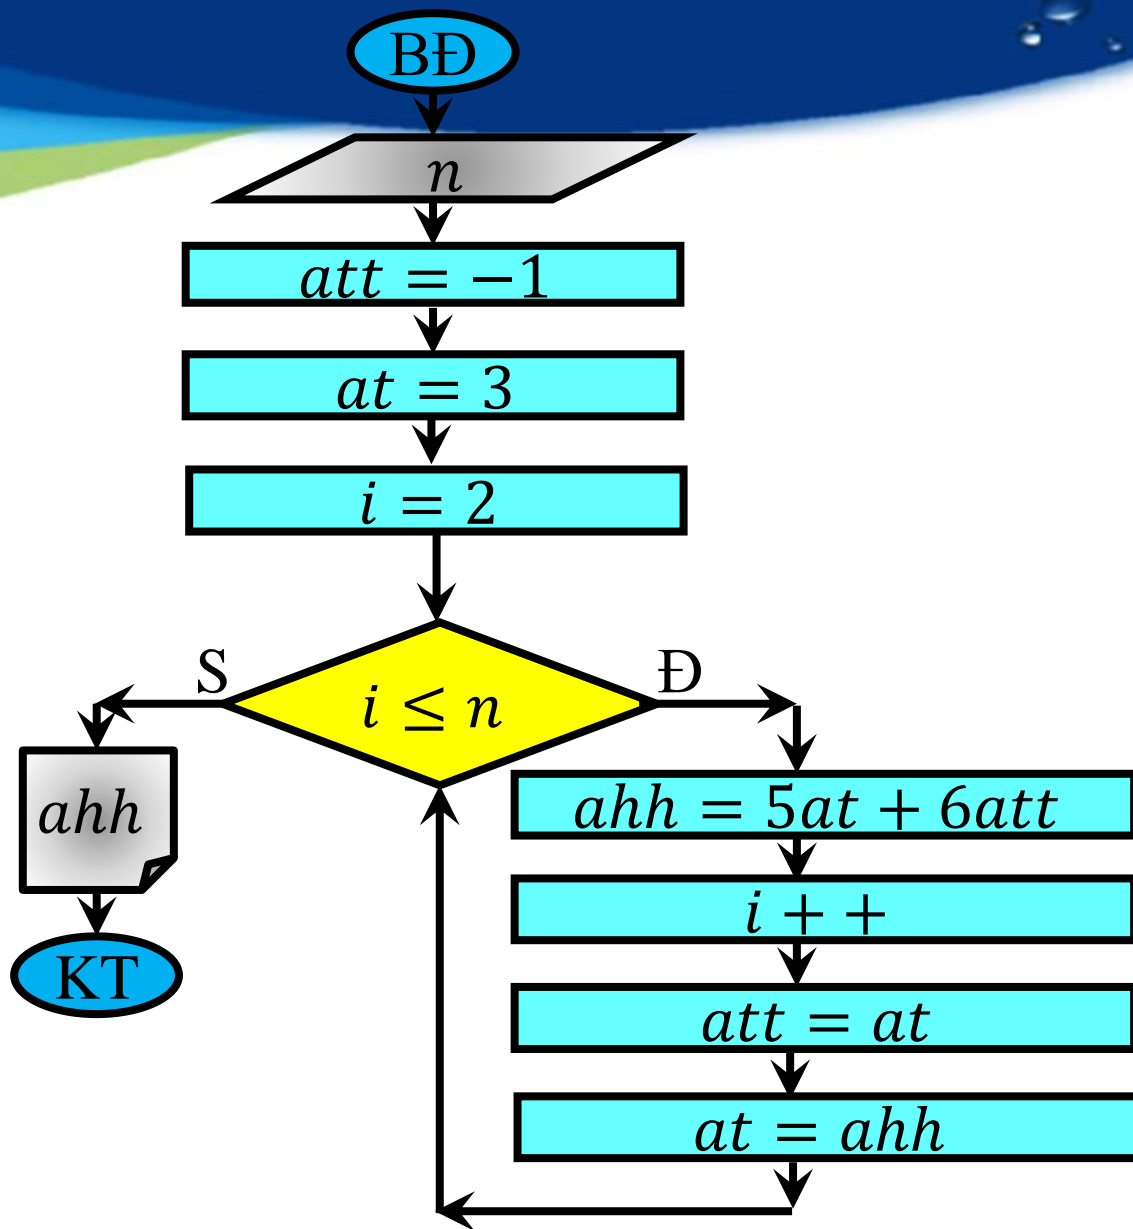 BĐ
n
att = −1
at = 3
i = 2
S
Đ
i ≤ n
ahh
KT
ahh = 5at + 6att
i + +
att = at
at = ahh